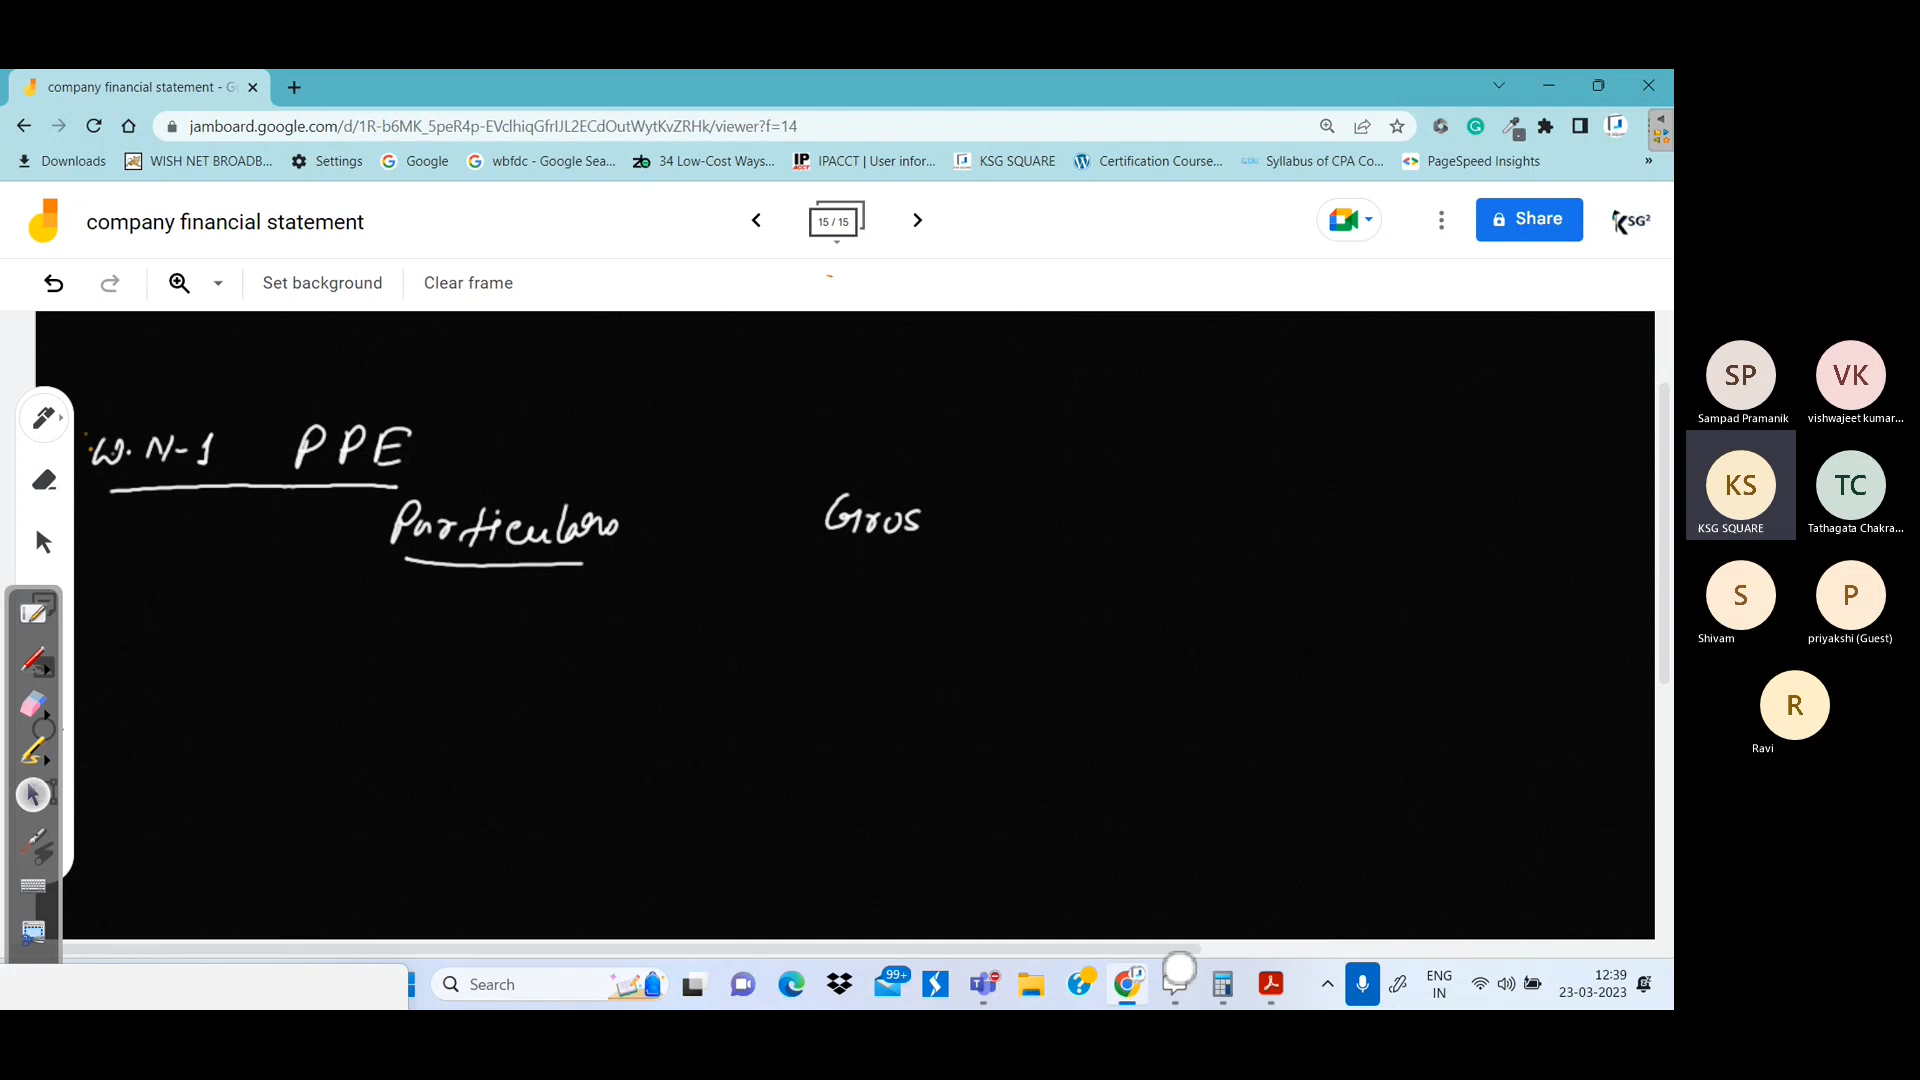 company financial statement - G
jamboard.google.com/d/1R-b6MK_5peR4p-EVclhiqGfrIJL2ECdOutWytKvZRHk/viewer?f=14
Downloads WISH NET BROADB... Settings Google wbfdc - Google Sea... 34 Low-Cost Ways... IPACCT | User infor... KSG SQUARE Certification Course... Syllabus of CPA Co... PageSpeed Insights »
company financial statement 15 / 15 Share KSG²
Set background Clear frame
W.N-1 PPE
Particulars Gros
SP VK
Sampad Pramanik vishwajeet kumar...
KS TC
KSG SQUARE Tathagata Chakra...
S P
Shivam priyakshi (Guest)
R
Ravi
Search 99+ ENG 12:39
IN 23-03-2023